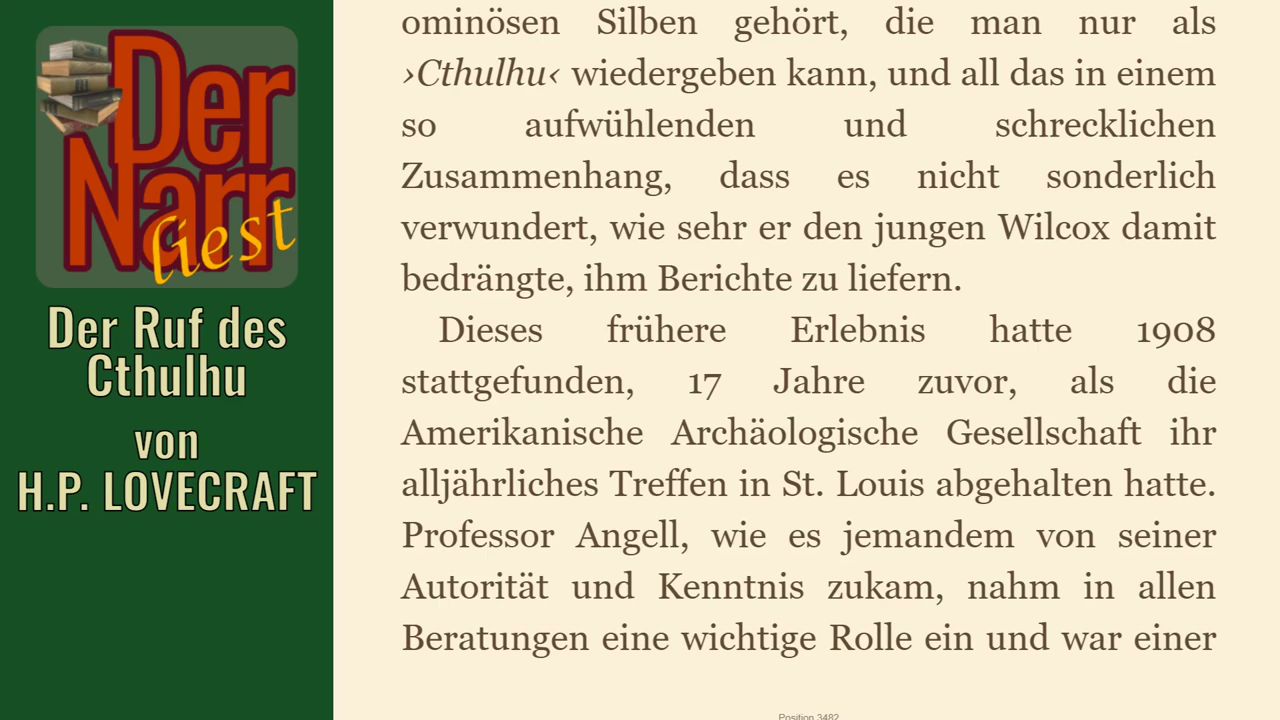 Der
Narr
liest
Der Ruf des
Cthulhu
von
H.P. LOVECRAFT
ominösen Silben gehört, die man nur als
›Cthulhu‹ wiedergeben kann, und all das in einem
so aufwühlenden und schrecklichen
Zusammenhang, dass es nicht sonderlich
verwundert, wie sehr er den jungen Wilcox damit
bedrängte, ihm Berichte zu liefern.
Dieses frühere Erlebnis hatte 1908
stattgefunden, 17 Jahre zuvor, als die
Amerikanische Archäologische Gesellschaft ihr
alljährliches Treffen in St. Louis abgehalten hatte.
Professor Angell, wie es jemandem von seiner
Autorität und Kenntnis zukam, nahm in allen
Beratungen eine wichtige Rolle ein und war einer
Position 3482